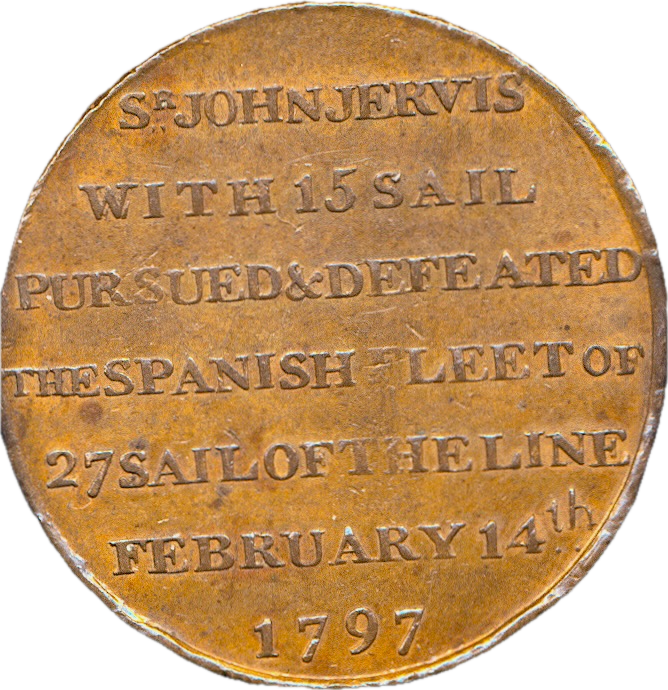 SR JOHN JERVIS
WITH 15 SAIL
PURSUED & DEFEATED
THE SPANISH FLEET OF
27 SAIL OF THE LINE
FEBRUARY 14th
1797